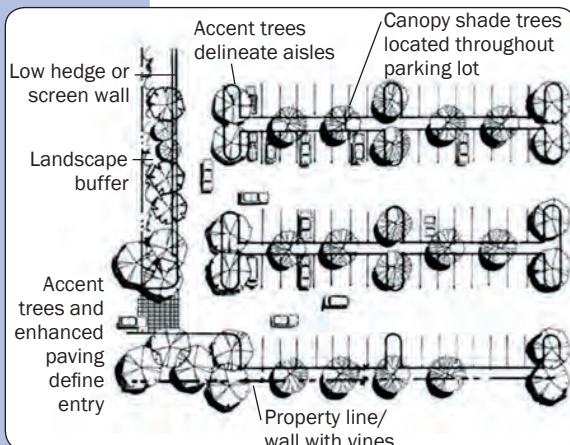 Accent trees
delineate aisles
Canopy shade trees
located throughout
parking lot
Low hedge or
screen wall
Landscape
buffer
Accent
trees and
enhanced
paving
define
entry
Property line/
wall with vines